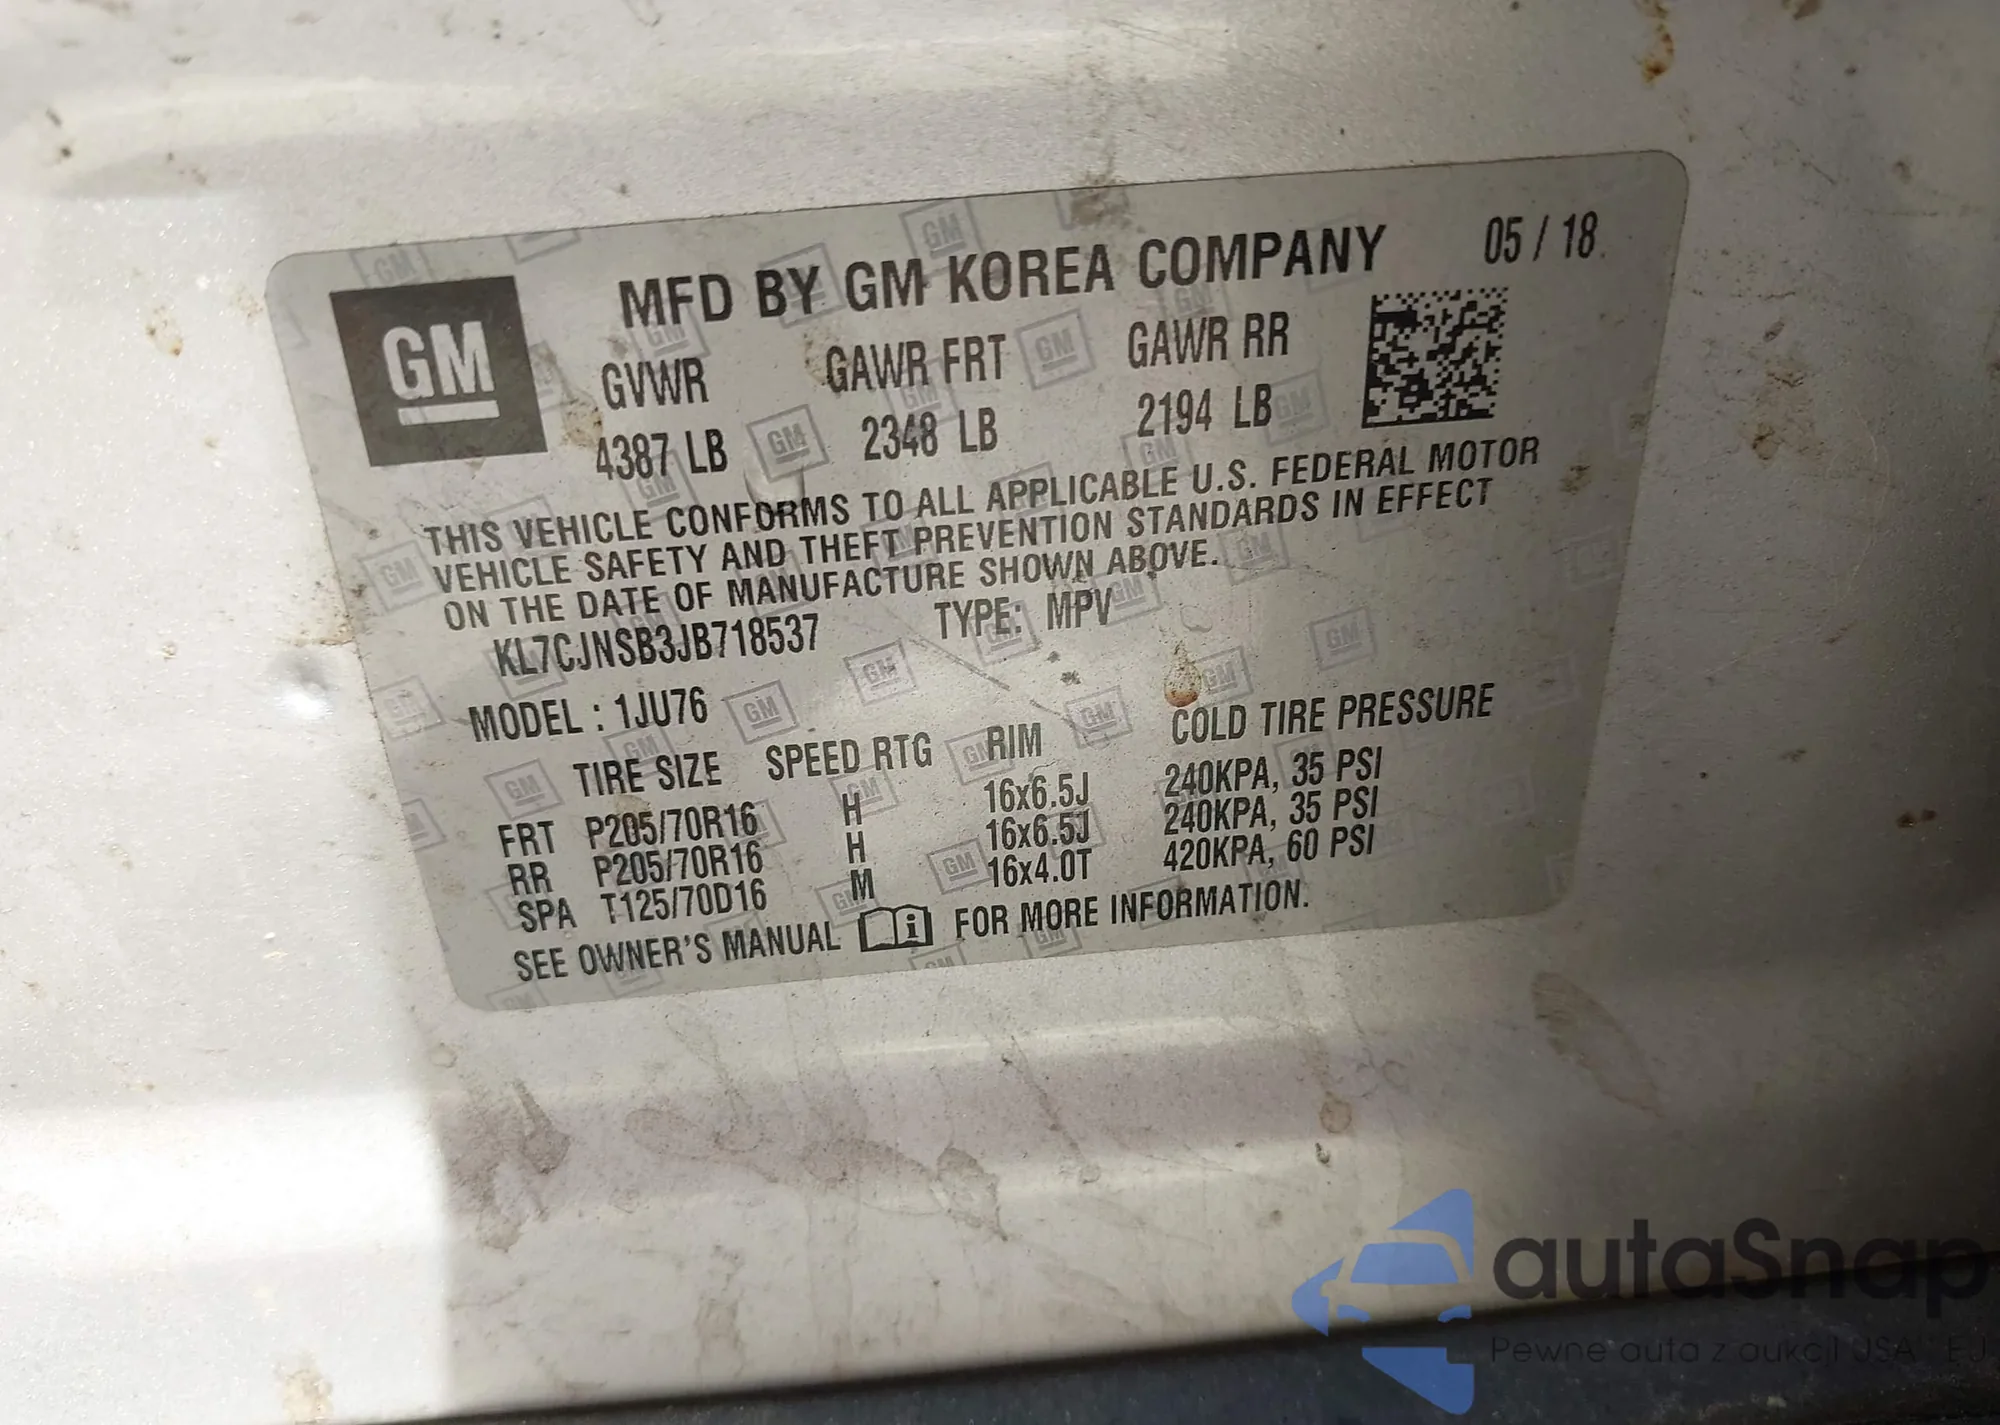 MFD BY GM KOREA COMPANY 05 / 18
GM
GVWR GAWR FRT GAWR RR
4387 LB 2348 LB 2194 LB
THIS VEHICLE CONFORMS TO ALL APPLICABLE U.S. FEDERAL MOTOR
VEHICLE SAFETY AND THEFT PREVENTION STANDARDS IN EFFECT
ON THE DATE OF MANUFACTURE SHOWN ABOVE.
KL7CJNSB3JB718537 TYPE: MPV
MODEL : 1JU76
TIRE SIZE SPEED RTG RIM COLD TIRE PRESSURE
FRT P205/70R16 H 16x6.5J 240KPA, 35 PSI
RR P205/70R16 H 16x6.5J 240KPA, 35 PSI
SPA T125/70D16 M 16x4.0T 420KPA, 60 PSI
SEE OWNER'S MANUAL FOR MORE INFORMATION.
autaSnap
Pewne auta z aukcji USA